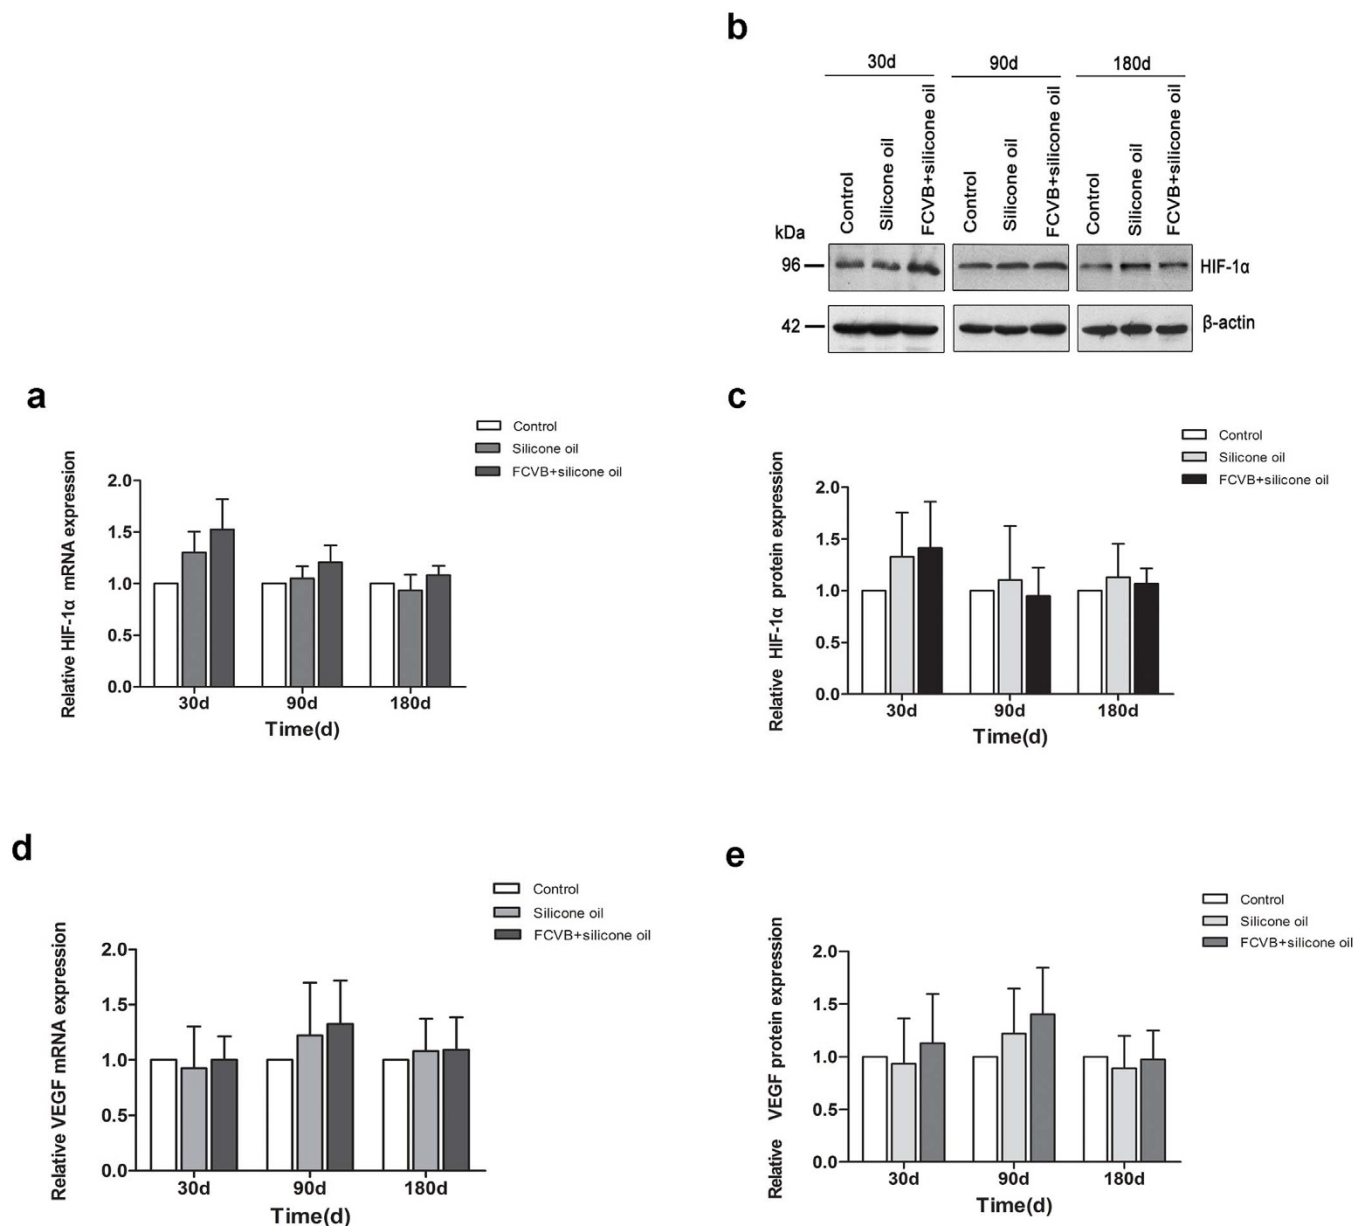 b
30d 90d 180d
Control
Silicone oil
FCVB+silicone oil
Control
Silicone oil
FCVB+silicone oil
Control
Silicone oil
FCVB+silicone oil
kDa
96
HIF-1α
42
β-actin
a
Control
Silicone oil
FCVB+silicone oil
Relative HIF-1α mRNA expression
2.0
1.5
1.0
0.5
0.0
30d 90d 180d
Time(d)
c
Control
Silicone oil
FCVB+silicone oil
Relative HIF-1α protein expression
2.0
1.5
1.0
0.5
0.0
30d 90d 180d
Time(d)
d
Control
Silicone oil
FCVB+silicone oil
Relative VEGF mRNA expression
2.0
1.5
1.0
0.5
0.0
30d 90d 180d
Time(d)
e
Control
Silicone oil
FCVB+silicone oil
Relative VEGF protein expression
2.0
1.5
1.0
0.5
0.0
30d 90d 180d
Time(d)